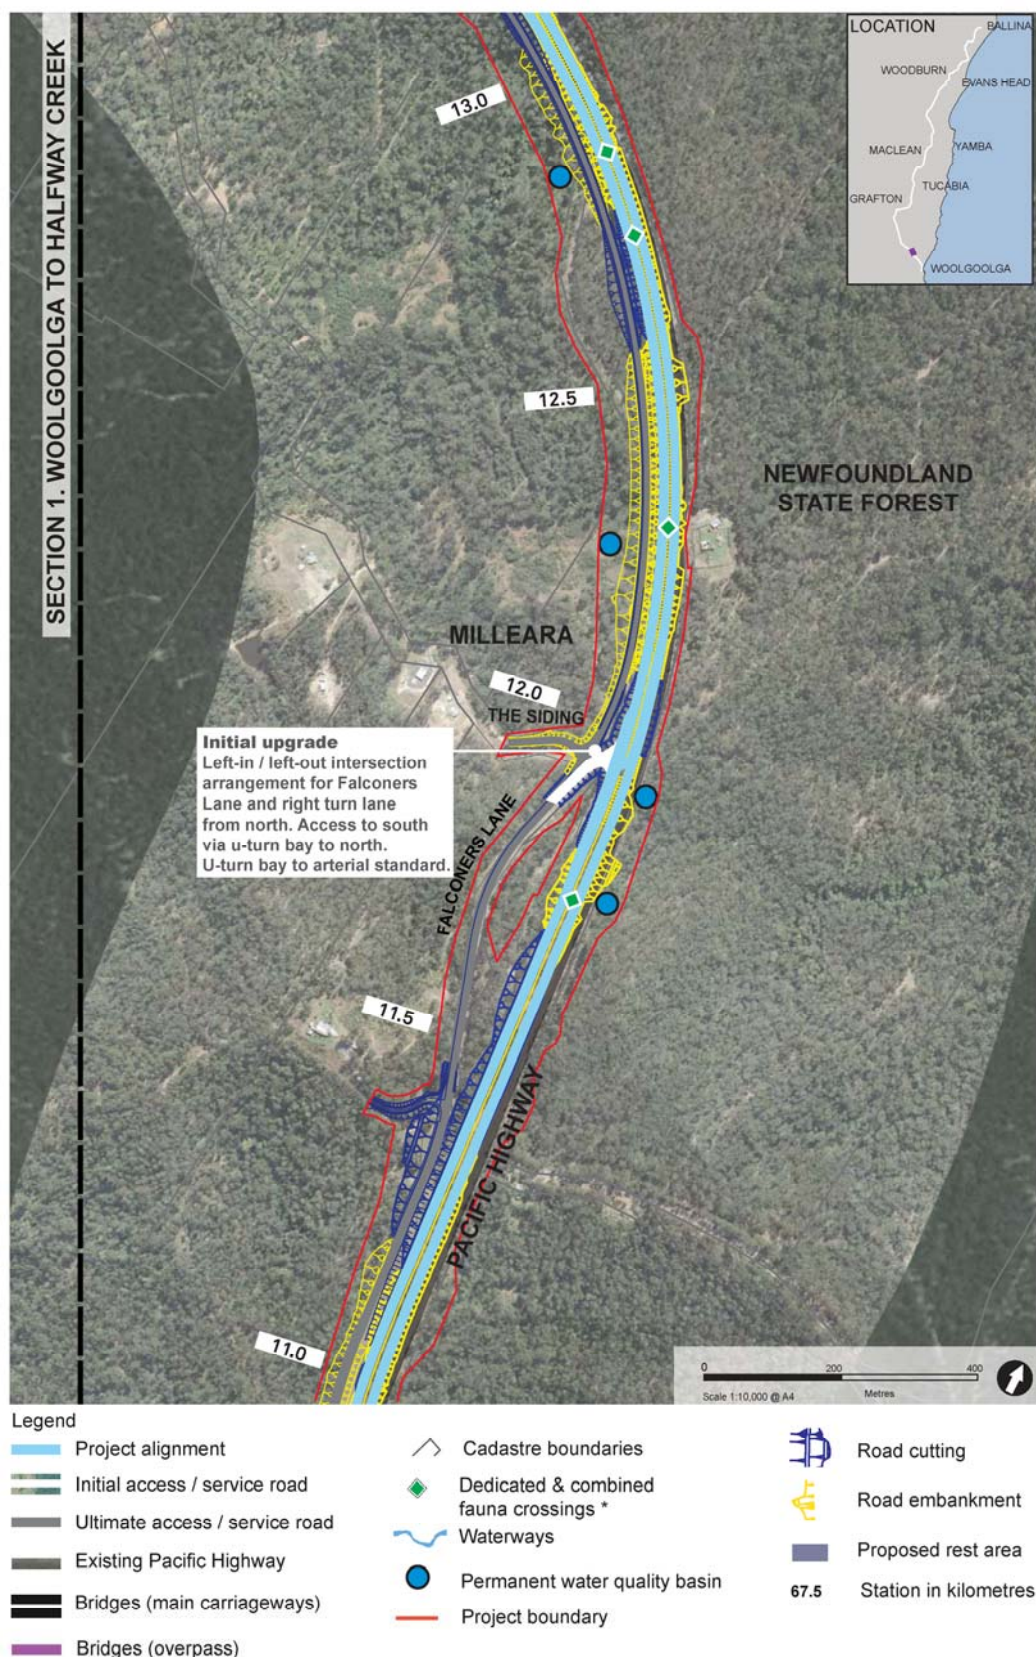 SECTION 1. WOOLGOOLGA TO HALFWAY CREEK
LOCATION
BALLINA
WOODBURN
EVANS HEAD
MACLEAN
YAMBA
TUCABIA
GRAFTON
WOOLGOOLGA
13.0
12.5
NEWFOUNDLAND
STATE FOREST
MILLEARA
12.0
THE SIDING
Initial upgrade
Left-in / left-out intersection
arrangement for Falconers
Lane and right turn lane
from north. Access to south
via u-turn bay to north.
U-turn bay to arterial standard.
FALCONERS LANE
11.5
PACIFIC HIGHWAY
11.0
0 200 400
Scale 1:10,000 @ A4 Metres
Legend
Project alignment
Initial access / service road
Ultimate access / service road
Existing Pacific Highway
Bridges (main carriageways)
Bridges (overpass)
Cadastre boundaries
Dedicated & combined
fauna crossings *
Waterways
Permanent water quality basin
Project boundary
Road cutting
Road embankment
Proposed rest area
67.5 Station in kilometres